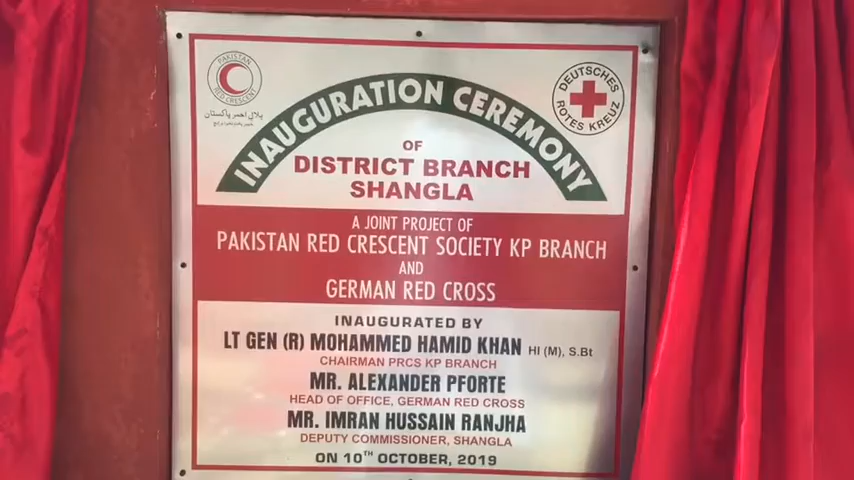 PAKISTAN
RED CRESCENT
ہلال احمر پاکستان
DEUTSCHES
ROTES KREUZ
INAUGURATION CEREMONY
OF
DISTRICT BRANCH
SHANGLA
A JOINT PROJECT OF
PAKISTAN RED CRESCENT SOCIETY KP BRANCH
AND
GERMAN RED CROSS
INAUGURATED BY
LT GEN (R) MOHAMMED HAMID KHAN HI (M), S.Bt
CHAIRMAN PRCS KP BRANCH
MR. ALEXANDER PFORTE
HEAD OF OFFICE, GERMAN RED CROSS
MR. IMRAN HUSSAIN RANJHA
DEPUTY COMMISSIONER, SHANGLA
ON 10TH OCTOBER, 2019